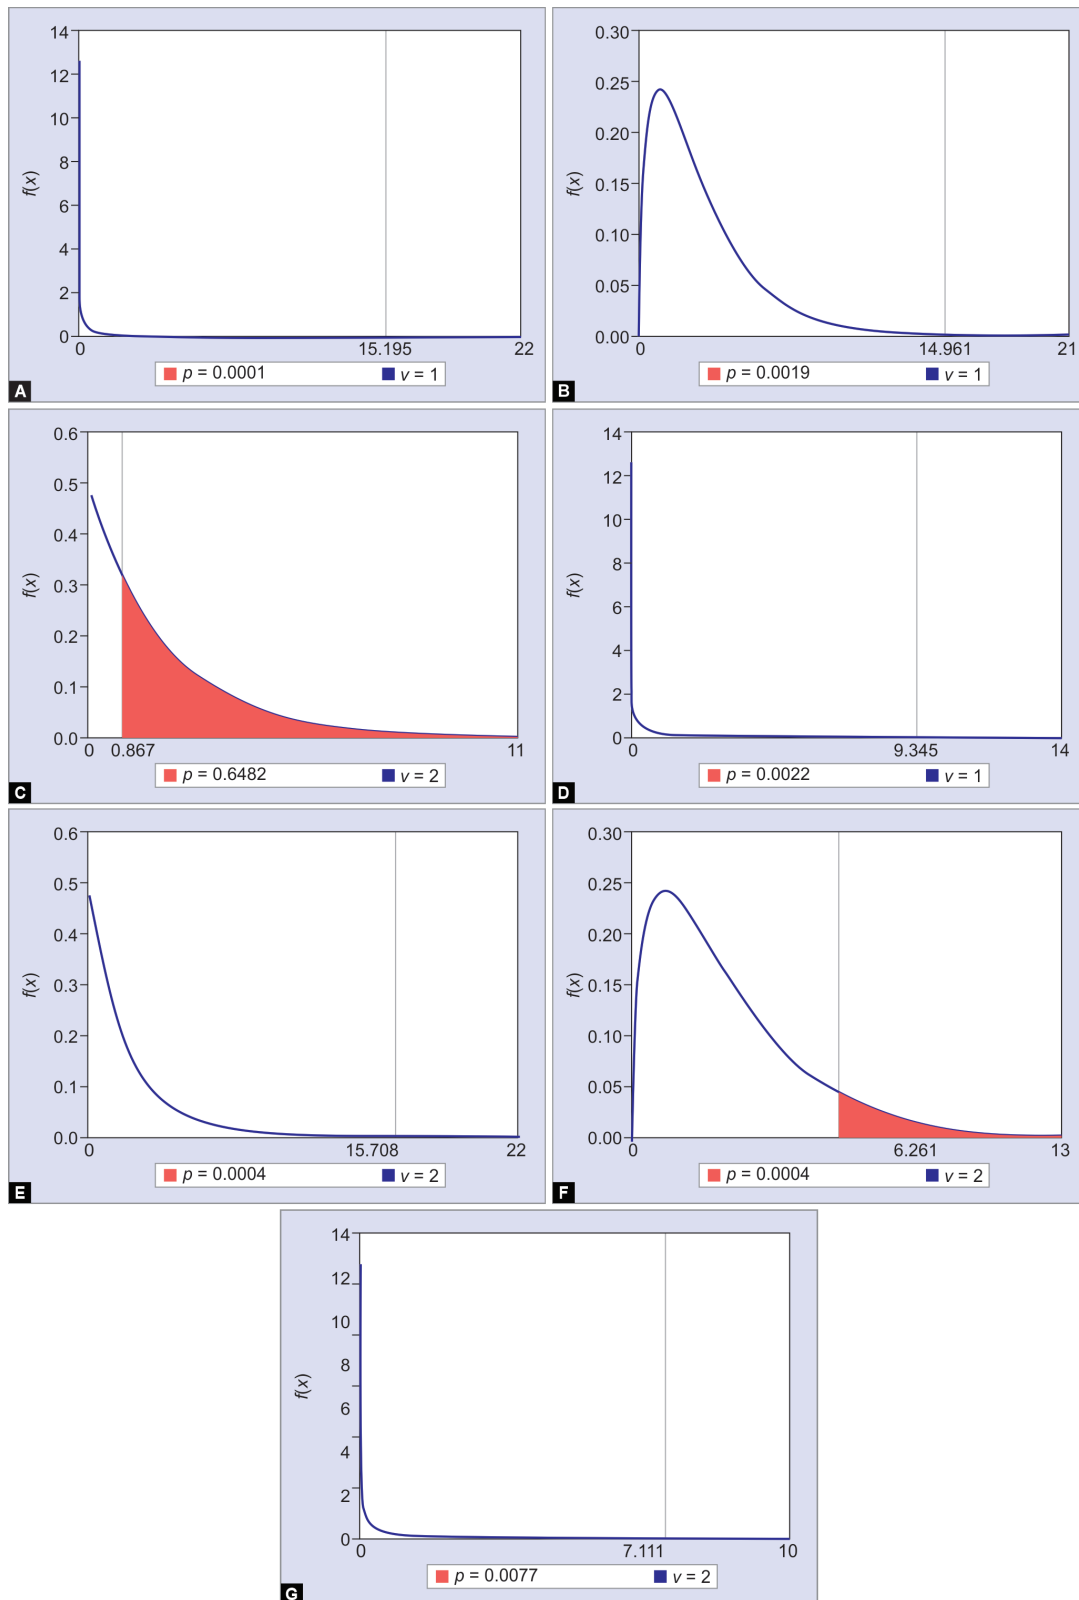 14
12
10
8
6
4
2
0
f(x)
0 15.195 22
p = 0.0001 v = 1
A
0.30
0.25
0.20
0.15
0.10
0.05
0.00
f(x)
0 14.961 21
p = 0.0019 v = 1
B
0.6
0.5
0.4
0.3
0.2
0.1
0.0
f(x)
0 0.867 11
p = 0.6482 v = 2
C
14
12
10
8
6
4
2
0
f(x)
0 9.345 14
p = 0.0022 v = 1
D
0.6
0.5
0.4
0.3
0.2
0.1
0.0
f(x)
0 15.708 22
p = 0.0004 v = 2
E
0.30
0.25
0.20
0.15
0.10
0.05
0.00
f(x)
0 6.261 13
p = 0.0004 v = 2
F
14
12
10
8
6
4
2
0
f(x)
0 7.111 10
p = 0.0077 v = 2
G